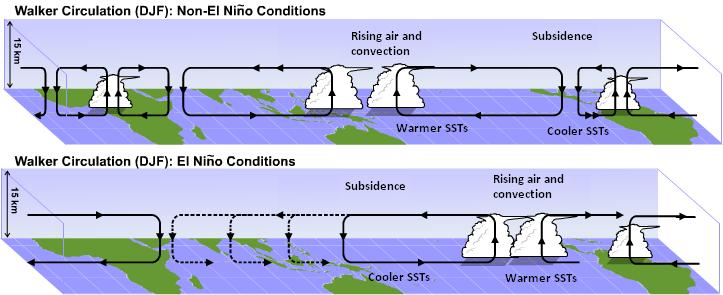 Walker Circulation (DJF): Non-El Niño Conditions
15 km
Rising air and
convection
Subsidence
Warmer SSTs
Cooler SSTs
Walker Circulation (DJF): El Niño Conditions
15 km
Subsidence
Rising air and
convection
Cooler SSTs
Warmer SSTs